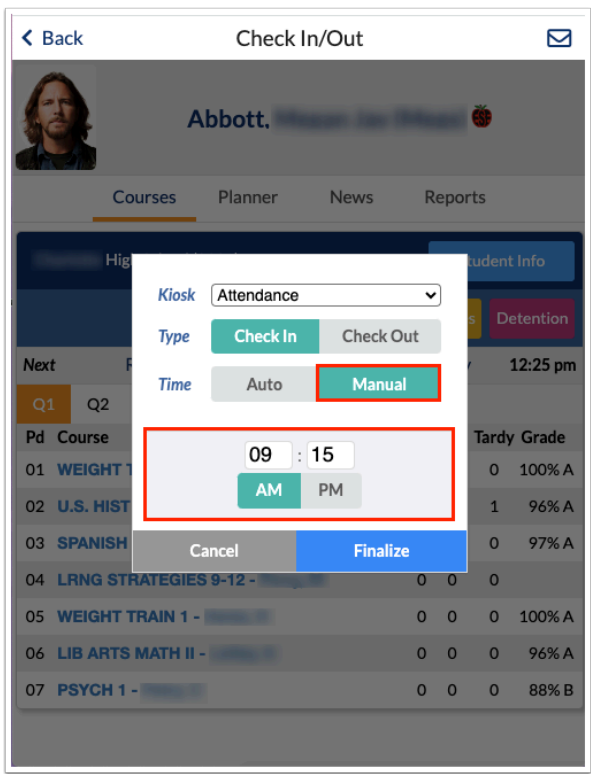 Back Check In/Out
Abbott,
Courses Planner News Reports
Hig Student Info
Detention
Kiosk Attendance
Type Check In Check Out
Next 12:25 pm
Time Auto Manual
Q1 Q2
Pd Course Tardy Grade
09 : 15
01 WEIGHT 0 100% A
AM PM
02 U.S. HIST 1 96% A
03 SPANISH 0 97% A
Cancel Finalize
04 LRNG STRATEGIES 9-12 - 0 0 0
05 WEIGHT TRAIN 1 - 0 0 0 100% A
06 LIB ARTS MATH II - 0 0 0 96% A
07 PSYCH 1 - 0 0 0 88% B